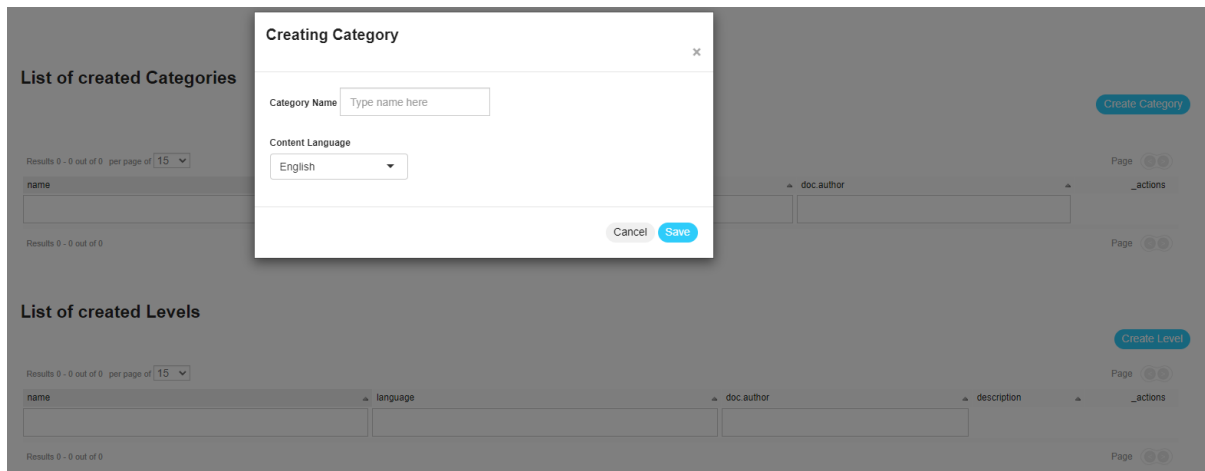 Creating Category
×
List of created Categories
Category Name Type name here
Create Category
Content Language
English
Results 0 - 0 out of 0 per page of 15
Page
name doc.author _actions
Cancel Save
Results 0 - 0 out of 0
Page
List of created Levels
Create Level
Results 0 - 0 out of 0 per page of 15
Page
name language doc.author description _actions
Results 0 - 0 out of 0
Page